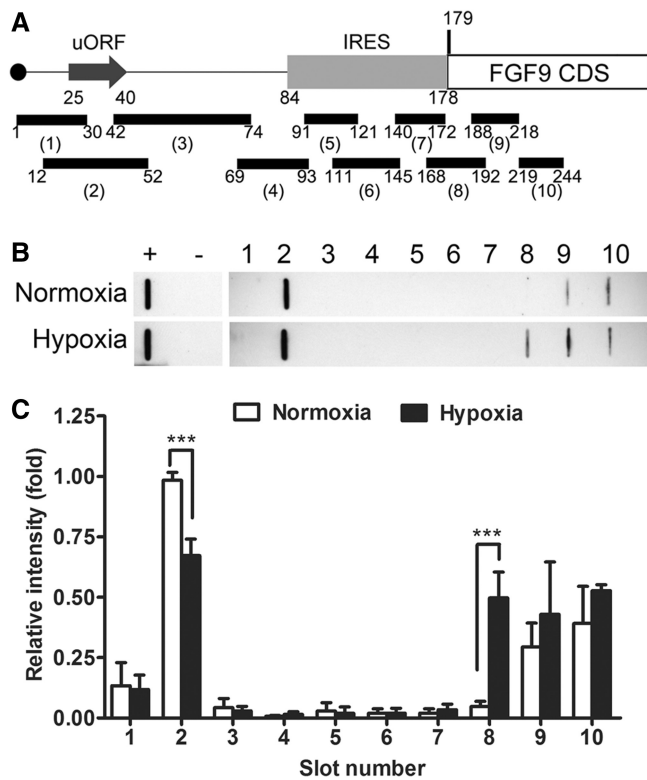 A
179
uORF
IRES
FGF9 CDS
25 40 84 178
1 30 42 74 91 121 140 172 188 218
(1) (3) (5) (7) (9)
12 52 69 93 111 145 168 192 219 244
(2) (4) (6) (8) (10)
B
+ - 1 2 3 4 5 6 7 8 9 10
Normoxia
Hypoxia
C
Normoxia Hypoxia
Relative intensity (fold)
1.25
1.00
0.75
0.50
0.25
0.00
***
***
1 2 3 4 5 6 7 8 9 10
Slot number